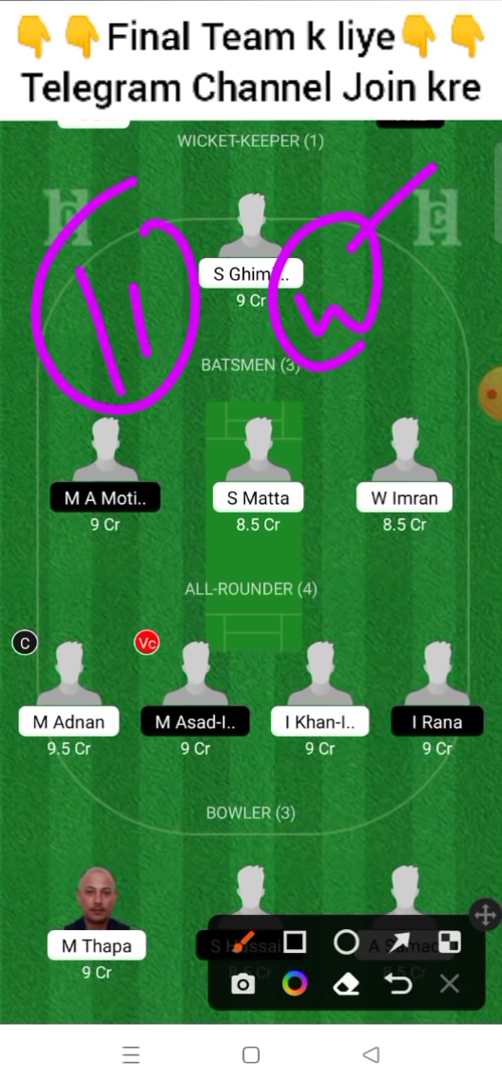 👇👇Final Team k liye👇👇
Telegram Channel Join kre
WICKET-KEEPER (1)
S Ghim..
9 Cr
BATSMEN (3)
M A Moti.. S Matta W Imran
9 Cr 8.5 Cr 8.5 Cr
ALL-ROUNDER (4)
C Vc
M Adnan M Asad-I.. I Khan-I.. I Rana
9.5 Cr 9 Cr 9 Cr 9 Cr
BOWLER (3)
M Thapa
9 Cr